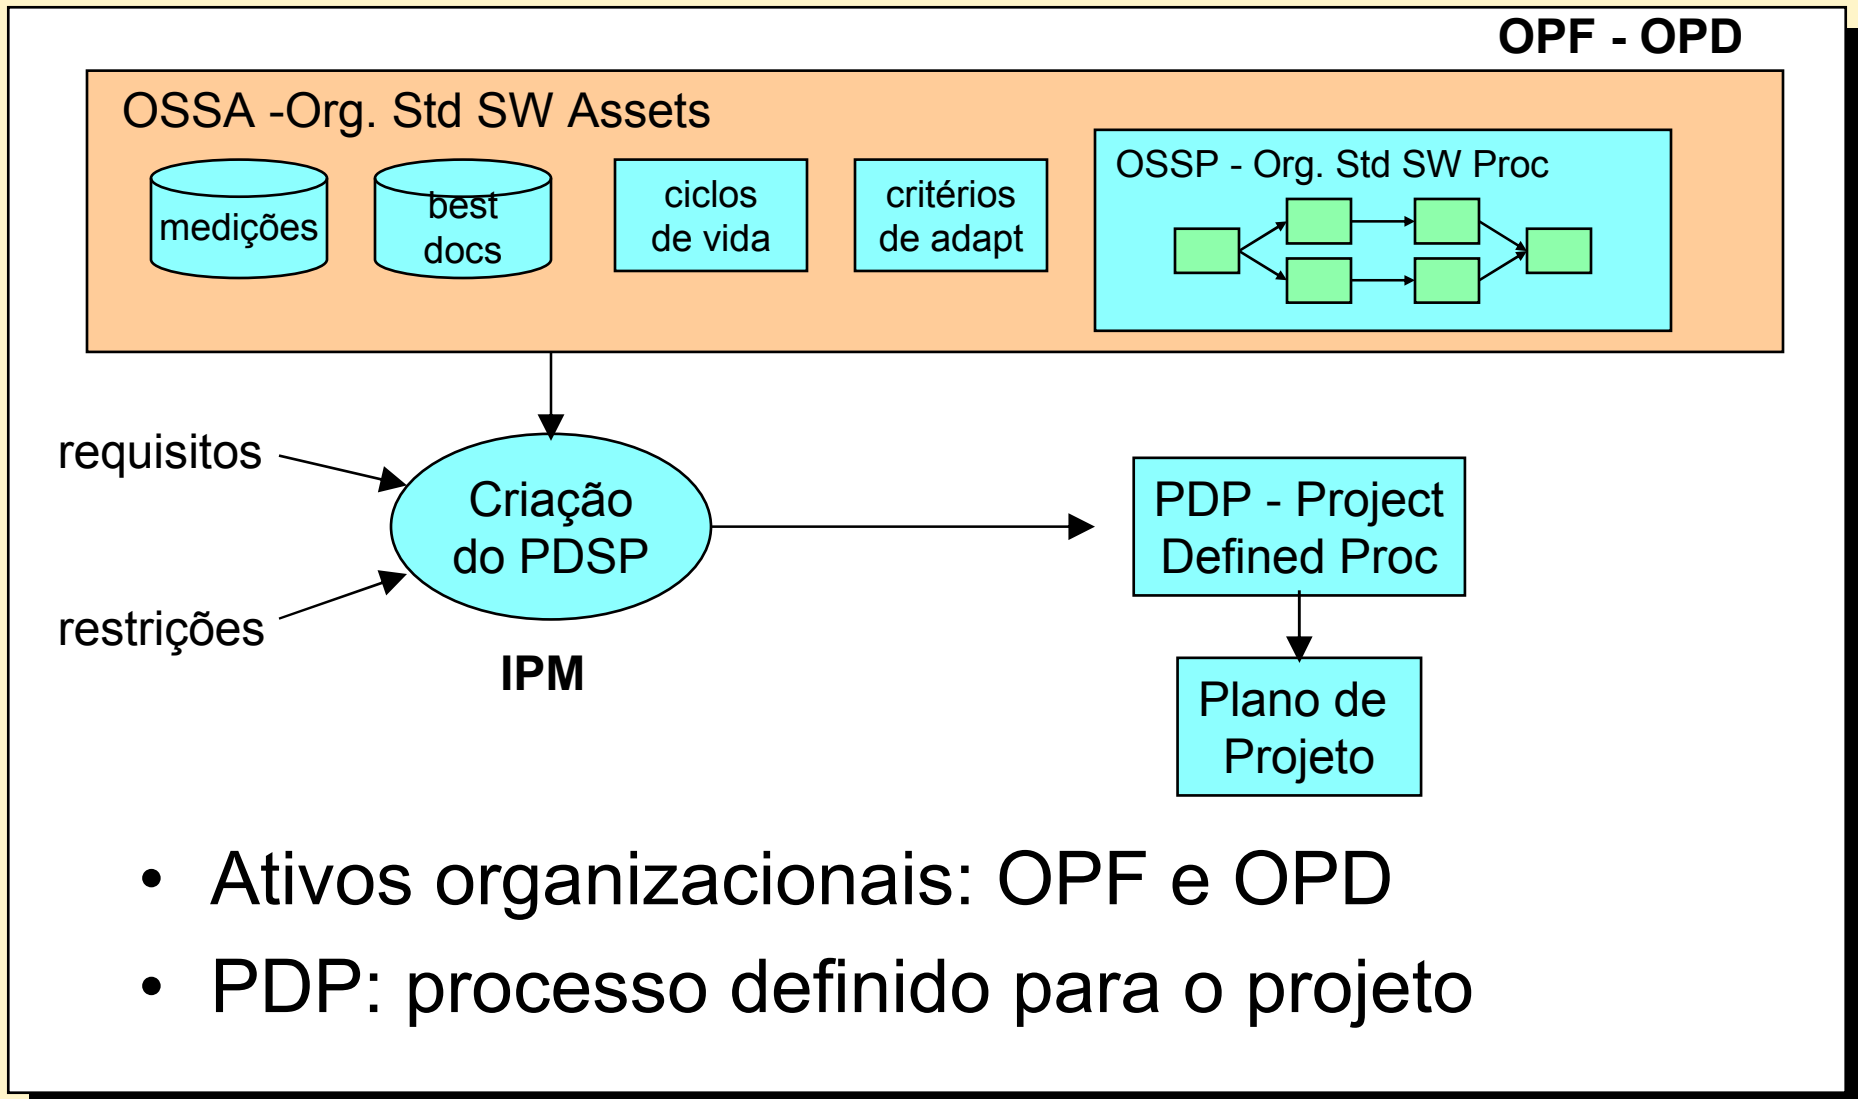 OPF - OPD
OSSA -Org. Std SW Assets
medições
best
docs
ciclos
de vida
critérios
de adapt
OSSP - Org. Std SW Proc
requisitos
restrições
Criação
do PDSP
IPM
PDP - Project
Defined Proc
Plano de
Projeto
• Ativos organizacionais: OPF e OPD
• PDP: processo definido para o projeto